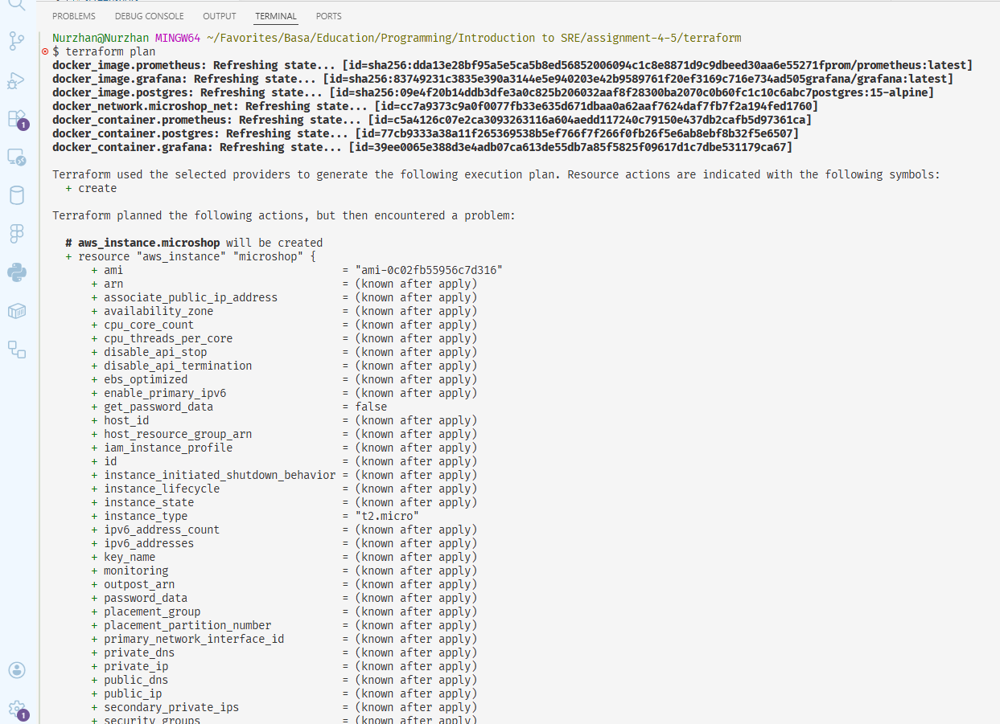 PROBLEMS DEBUG CONSOLE OUTPUT TERMINAL PORTS
Nurzhan@Nurzhan MINGW64 ~/Favorites/Basa/Education/Programming/Introduction to SRE/assignment-4-5/terraform
$ terraform plan
docker_image.prometheus: Refreshing state... [id=sha256:dda13e28bf95a5e5ca5b8ed56852006094c1c8e8871d9c9dbeed30aa6e55271fprom/prometheus:latest]
docker_image.grafana: Refreshing state... [id=sha256:83749231c3835e390a3144e5e940203e42b9589761f20ef3169c716e734ad505grafana/grafana:latest]
docker_image.postgres: Refreshing state... [id=sha256:09e4f20b14ddb3dfe3a0c825b206032aaf8f28300ba2070c0b60fc1c10c6abc7postgres:15-alpine]
docker_network.microshop_net: Refreshing state... [id=cc7a9373c9a0f0077fb33e635d671dbaa0a62aaf7624daf7fb7f2a194fed1760]
docker_container.prometheus: Refreshing state... [id=c5a4126c07e2ca3093263116a604aedd117240c79150e437db2cafb5d97361ca]
docker_container.postgres: Refreshing state... [id=77cb9333a38a11f265369538b5ef766f7f266f0fb26f5e6ab8ebf8b32f5e6507]
docker_container.grafana: Refreshing state... [id=39ee0065e388d3e4adb07ca613de55db7a85f5825f09617d1c7dbe531179ca67]
Terraform used the selected providers to generate the following execution plan. Resource actions are indicated with the following symbols:
+ create
Terraform planned the following actions, but then encountered a problem:
# aws_instance.microshop will be created
+ resource "aws_instance" "microshop" {
+ ami = "ami-0c02fb55956c7d316"
+ arn = (known after apply)
+ associate_public_ip_address = (known after apply)
+ availability_zone = (known after apply)
+ cpu_core_count = (known after apply)
+ cpu_threads_per_core = (known after apply)
+ disable_api_stop = (known after apply)
+ disable_api_termination = (known after apply)
+ ebs_optimized = (known after apply)
+ enable_primary_ipv6 = (known after apply)
+ get_password_data = false
+ host_id = (known after apply)
+ host_resource_group_arn = (known after apply)
+ iam_instance_profile = (known after apply)
+ id = (known after apply)
+ instance_initiated_shutdown_behavior = (known after apply)
+ instance_lifecycle = (known after apply)
+ instance_state = (known after apply)
+ instance_type = "t2.micro"
+ ipv6_address_count = (known after apply)
+ ipv6_addresses = (known after apply)
+ key_name = (known after apply)
+ monitoring = (known after apply)
+ outpost_arn = (known after apply)
+ password_data = (known after apply)
+ placement_group = (known after apply)
+ placement_partition_number = (known after apply)
+ primary_network_interface_id = (known after apply)
+ private_dns = (known after apply)
+ private_ip = (known after apply)
+ public_dns = (known after apply)
+ public_ip = (known after apply)
+ secondary_private_ips = (known after apply)
+ security_groups = (known after apply)
1
1